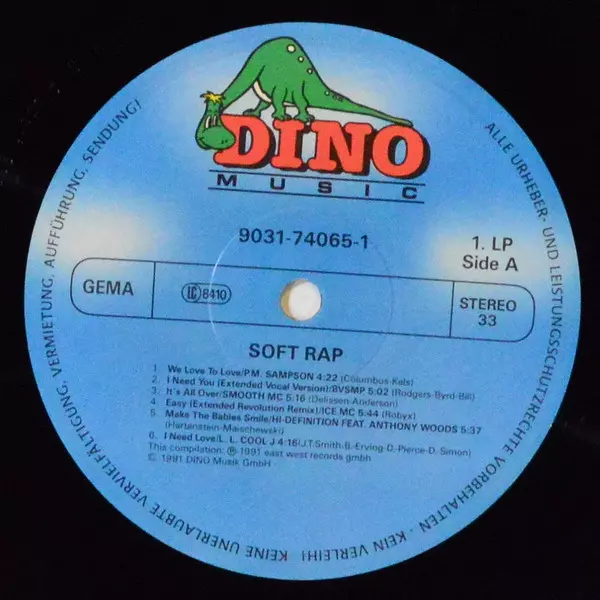 DINO
MUSIC
9031-74065-1
1. LP
Side A
GEMA
LC 8410
STEREO
33
SOFT RAP
1 We Love To Love/P.M. SAMPSON 4:22 (Columbus-Kels)
2. I Need You (Extended Vocal Version)/BVSMP 5:02 (Rodgers-Byrd-Bill)
3. It's All Over/SMOOTH MC 5:16 (Delissen-Anderson)
4. Easy (Extended Revolution Remix)/ICE MC 5:44 (Robyx)
5 Make The Babies Smile/HI-DEFINITION FEAT. ANTHONY WOODS 5:37
(Hartenstein-Maischewski)
6. I Need Love/L. L. COOL J 4:16 (J.T.Smith-B.-Erving-D.-Pierce-D. Simon)
This compilation: ℗ 1991 east west records gmbh
© 1991 DINO Musik GmbH
ALLE URHEBER- UND LEISTUNGSSCHUTZRECHTE VORBEHALTEN - KEIN VERLEIH! KEINE UNERLAUBTE VERVIELFÄLTIGUNG, VERMIETUNG, AUFFÜHRUNG, SENDUNG!